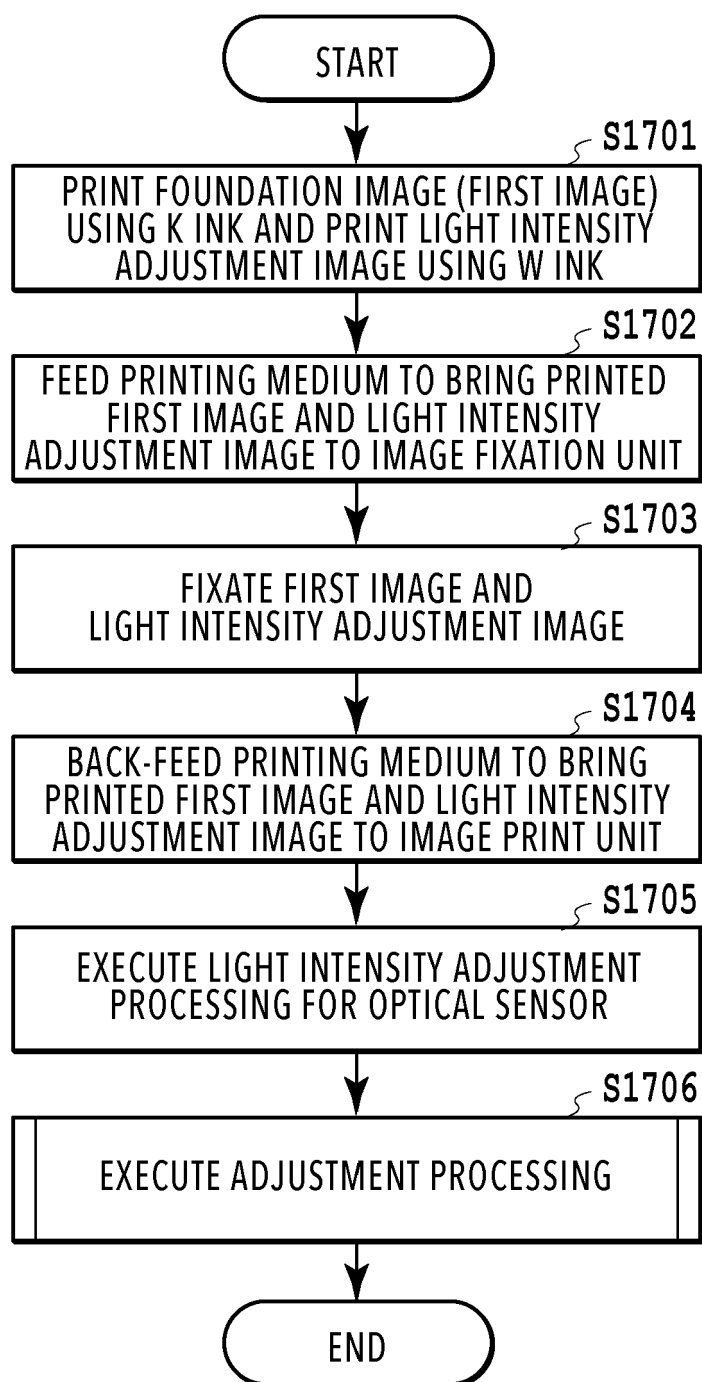 START
S1701
PRINT FOUNDATION IMAGE (FIRST IMAGE)
USING K INK AND PRINT LIGHT INTENSITY
ADJUSTMENT IMAGE USING W INK
S1702
FEED PRINTING MEDIUM TO BRING PRINTED
FIRST IMAGE AND LIGHT INTENSITY
ADJUSTMENT IMAGE TO IMAGE FIXATION UNIT
S1703
FIXATE FIRST IMAGE AND
LIGHT INTENSITY ADJUSTMENT IMAGE
S1704
BACK-FEED PRINTING MEDIUM TO BRING
PRINTED FIRST IMAGE AND LIGHT INTENSITY
ADJUSTMENT IMAGE TO IMAGE PRINT UNIT
S1705
EXECUTE LIGHT INTENSITY ADJUSTMENT
PROCESSING FOR OPTICAL SENSOR
S1706
EXECUTE ADJUSTMENT PROCESSING
END